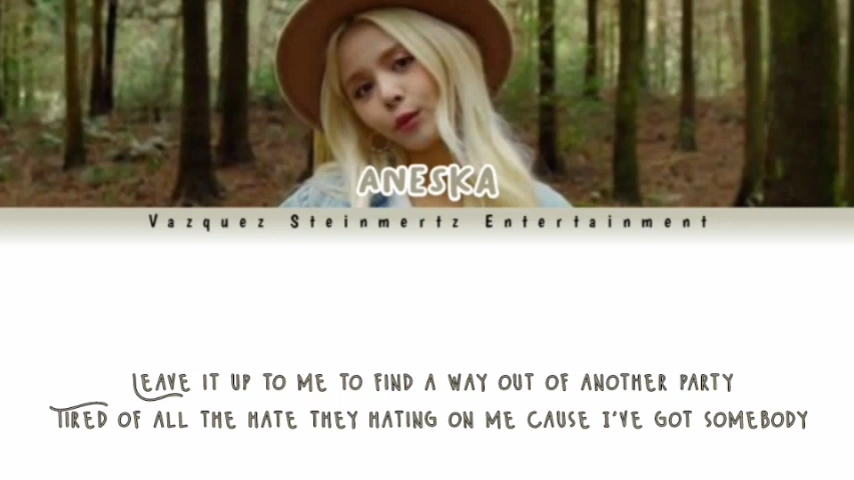 ANESKA
Vazquez Steinmertz Entertainment
LEAVE IT UP TO ME TO FIND A WAY OUT OF ANOTHER PARTY
TIRED OF ALL THE HATE THEY HATING ON ME CAUSE I'VE GOT SOMEBODY